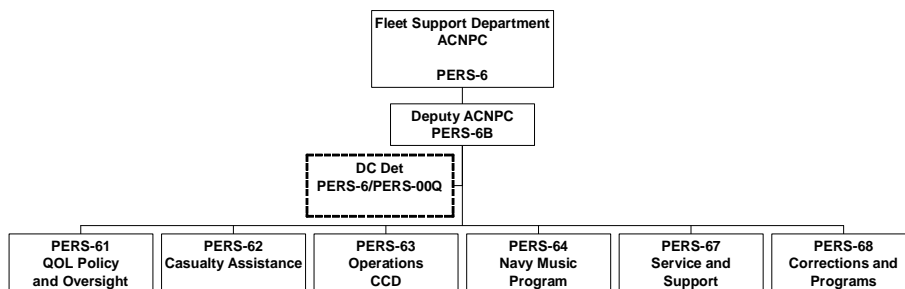 Fleet Support Department
ACNPC
PERS-6
Deputy ACNPC
PERS-6B
DC Det
PERS-6/PERS-00Q
PERS-61
QOL Policy
and Oversight
PERS-62
Casualty Assistance
PERS-63
Operations
CCD
PERS-64
Navy Music
Program
PERS-67
Service and
Support
PERS-68
Corrections and
Programs